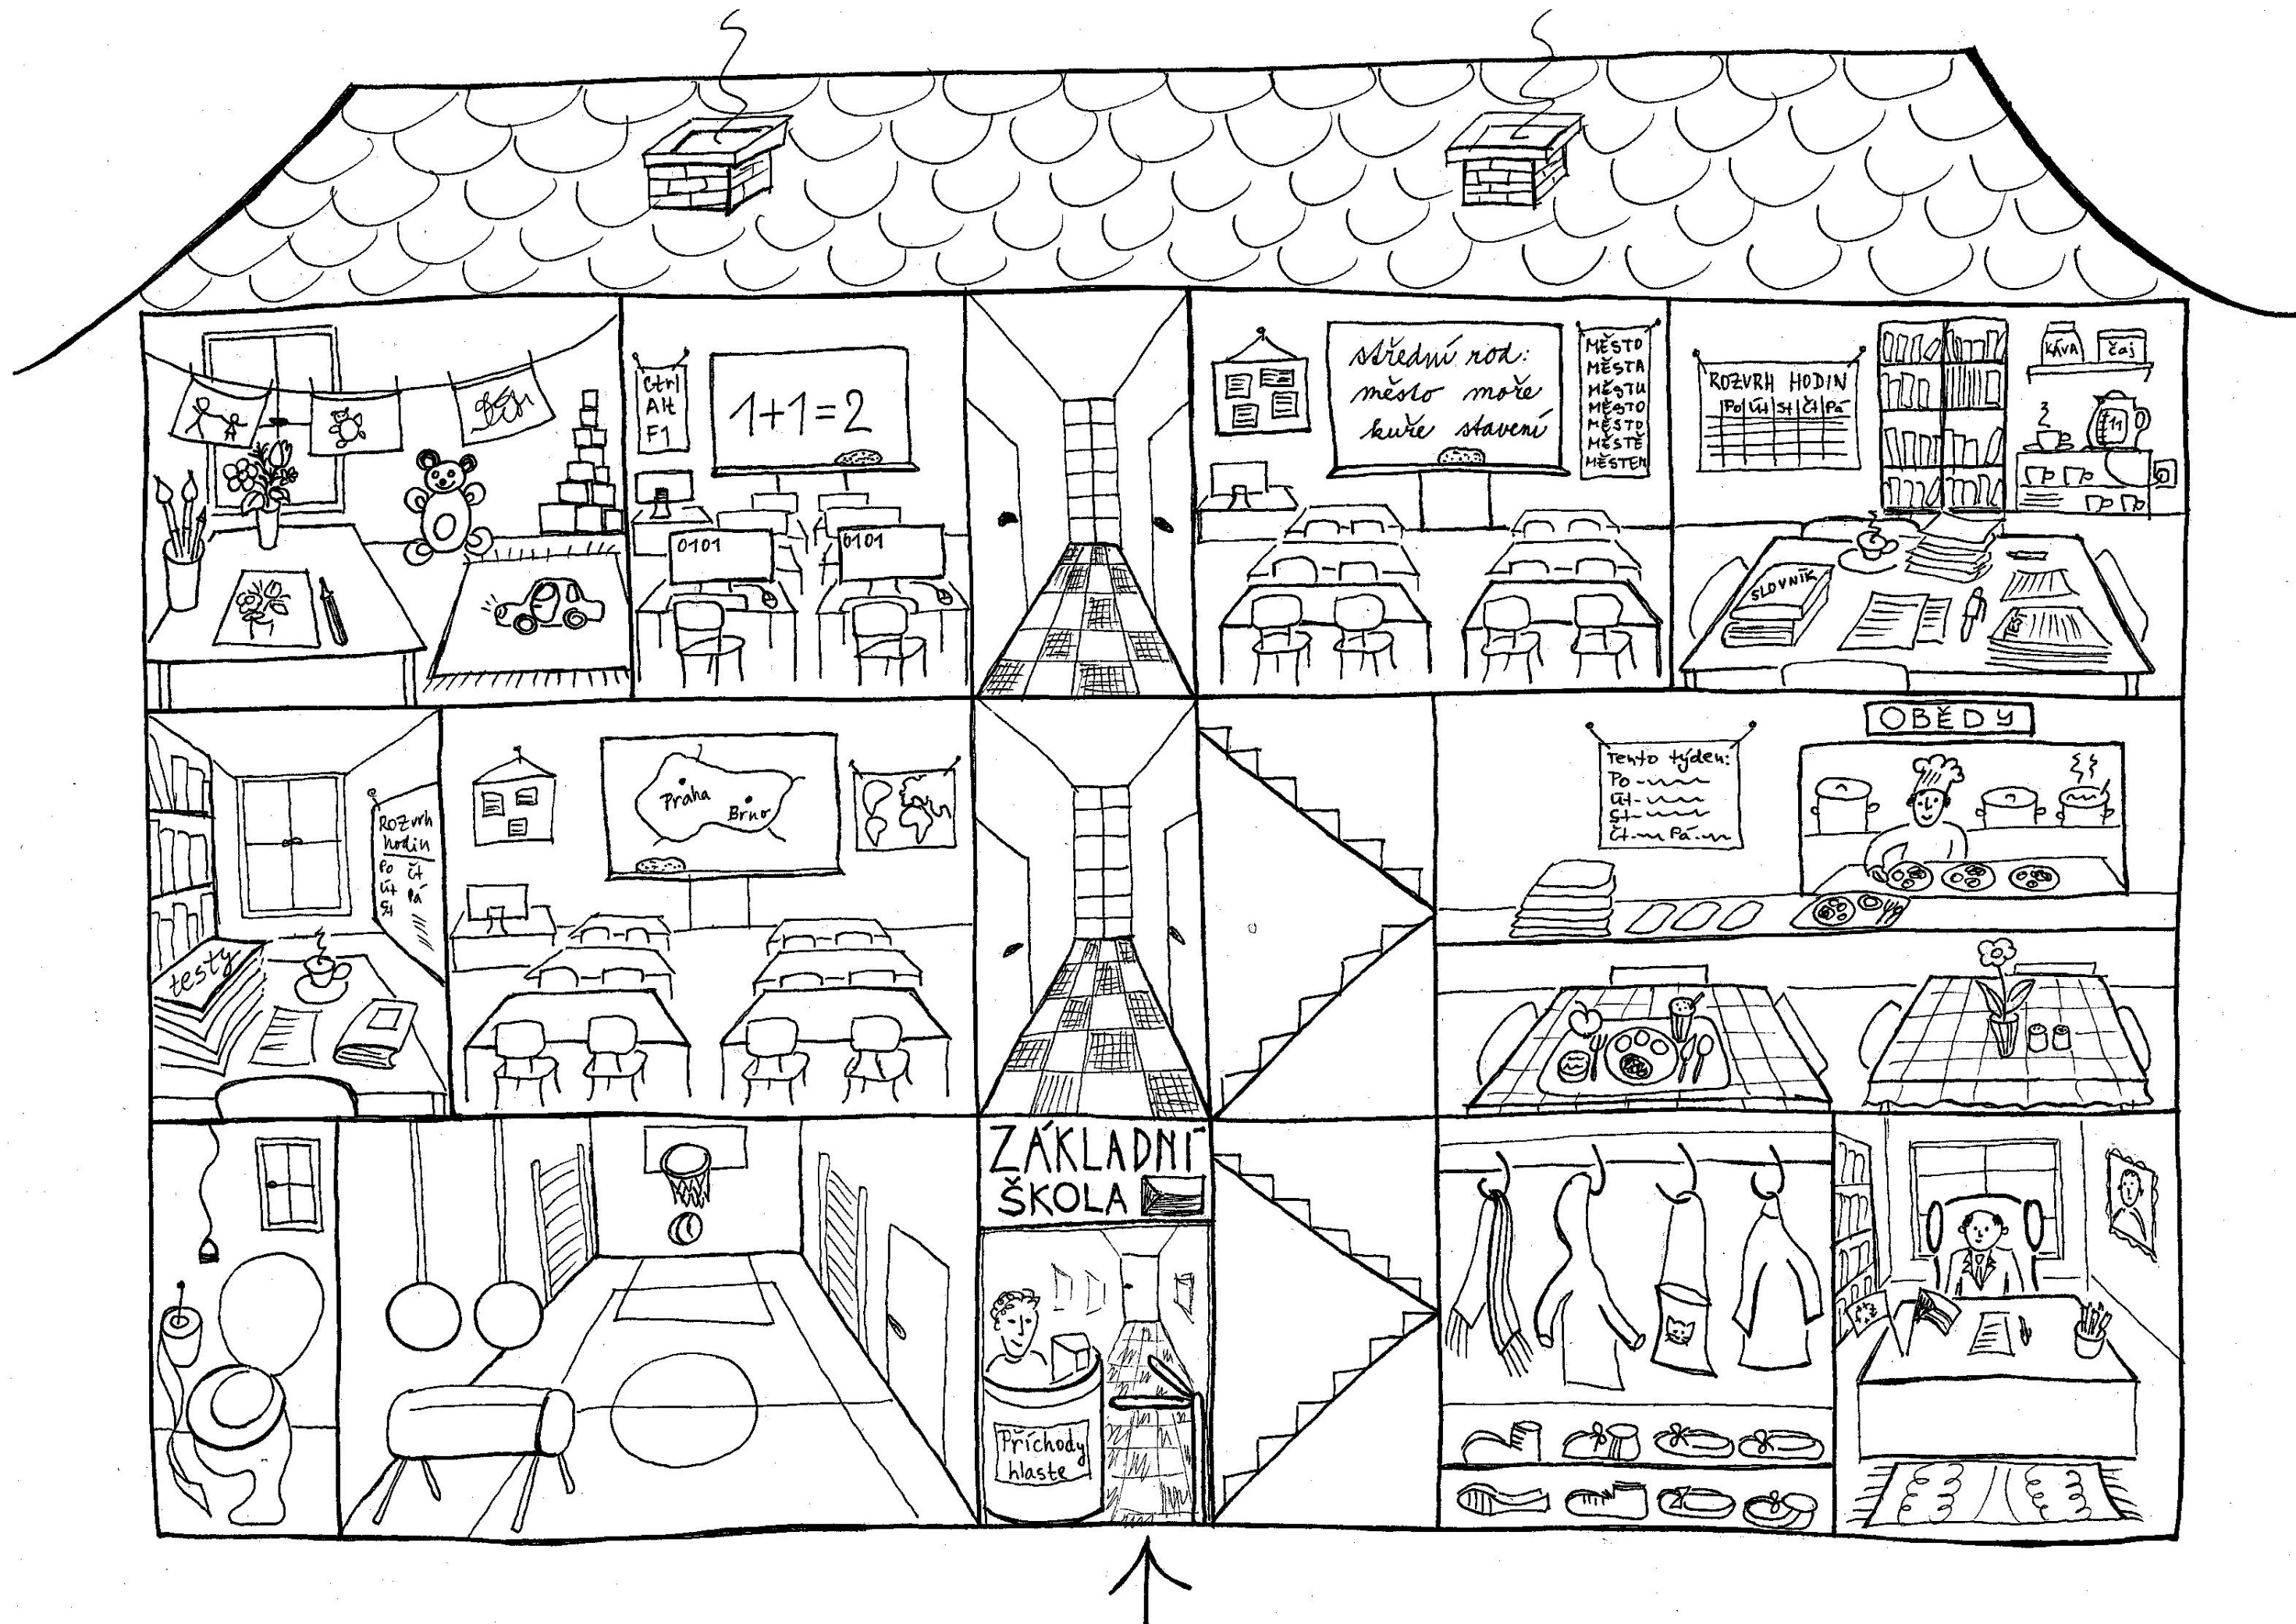 Ctrl
Alt
F1
1+1=2
0101
0101
střední rod:
město moře
kuře stavení
MĚSTO
MĚSTA
MĚSTU
MĚSTO
MĚSTO
MĚSTĚ
MĚSTEM
ROZVRH HODIN
Po Út St Čt Pá
KÁVA
čaj
SLOVNÍK
TEST
testy
Rozvrh
hodin
Po Čt
Út Pá
St
Praha
Brno
Tento týden:
Po
Út
St
Čt Pá
OBĚDY
ZÁKLADNÍ
ŠKOLA
Příchody
hlaste